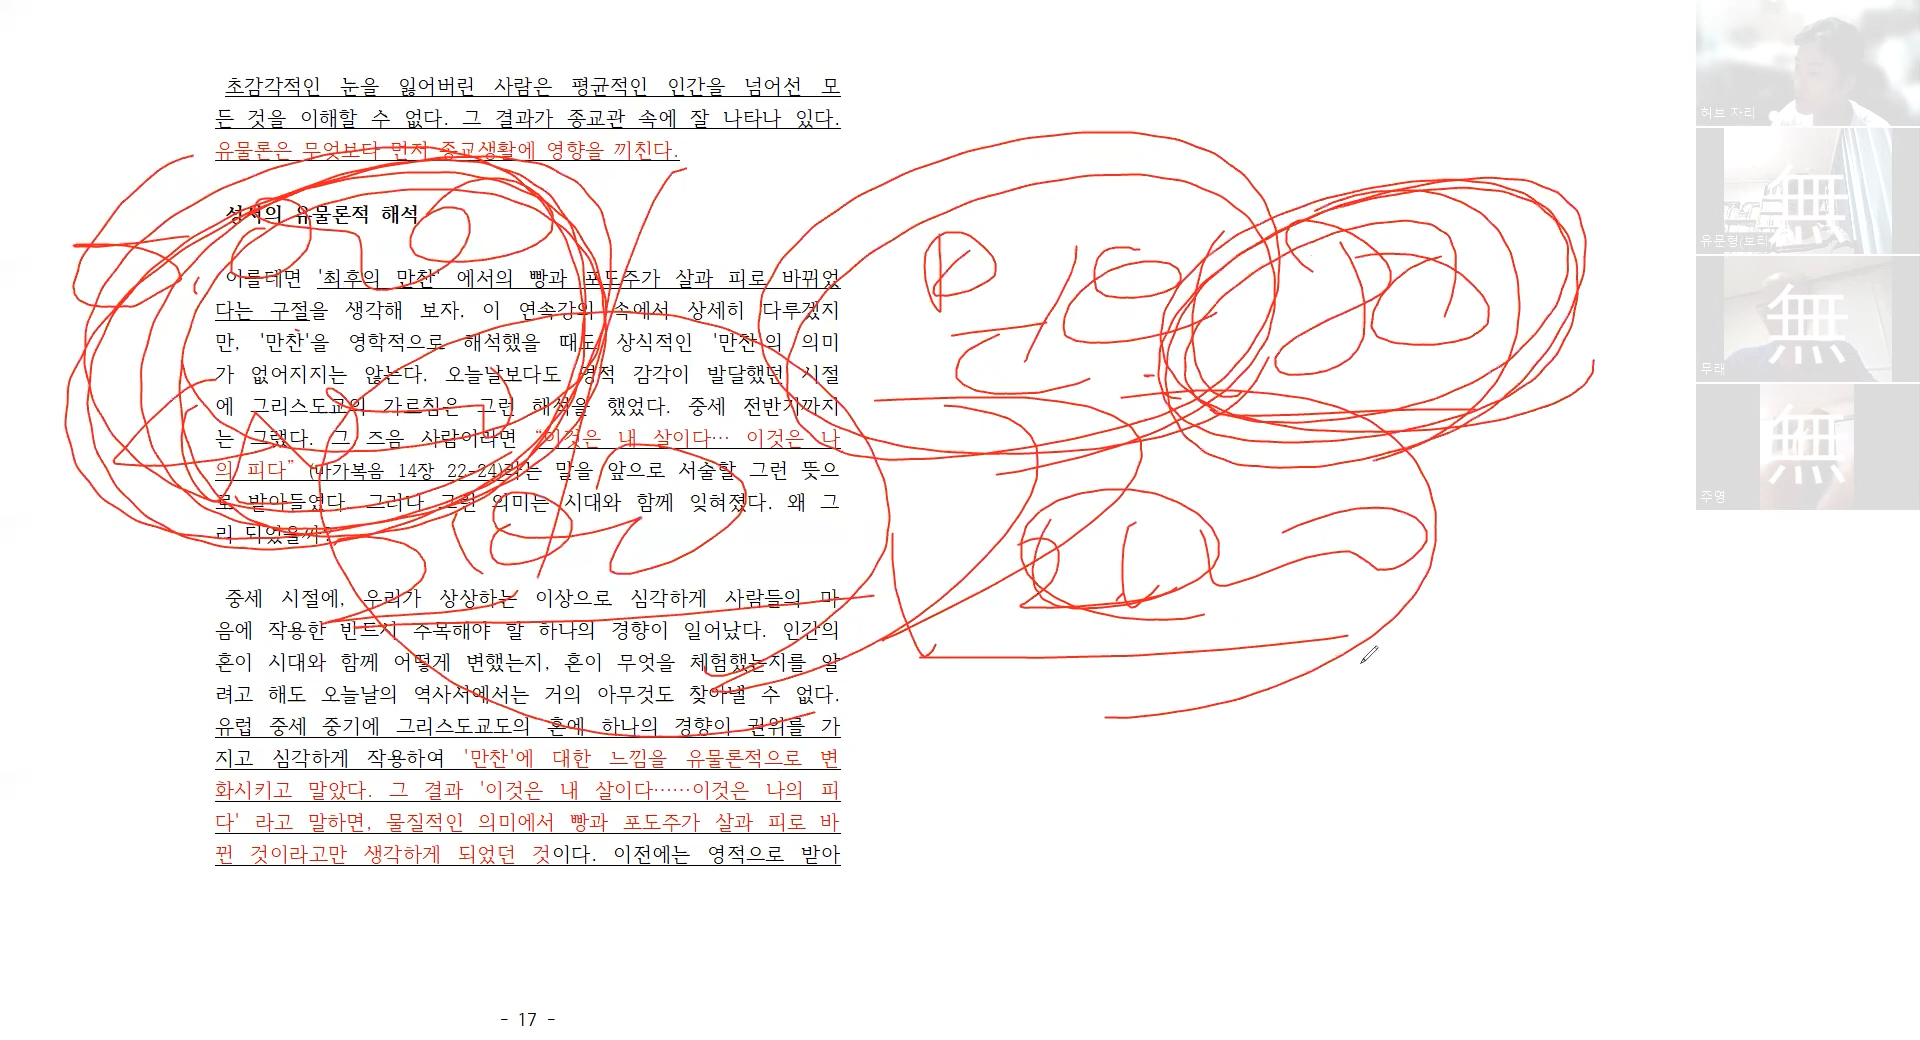 초감각적인 눈을 잃어버린 사람은 평균적인 인간을 넘어선 모
든 것을 이해할 수 없다. 그 결과가 종교관 속에 잘 나타나 있다.
유물론은 무엇보다 먼저 종교생활에 영향을 끼친다.
성서의 유물론적 해석
이를테면 '최후의 만찬' 에서의 빵과 포도주가 살과 피로 바뀌었
다는 구절을 생각해 보자. 이 연속강의 속에서 상세히 다루겠지
만, '만찬'을 영학적으로 해석했을 때도 상식적인 '만찬'의 의미
가 없어지지는 않는다. 오늘날보다도 영적 감각이 발달했던 시절
에 그리스도교의 가르침은 그런 해석을 했었다. 중세 전반기까지
는 그랬다. 그 즈음 사람이라면 “이것은 내 살이다… 이것은 나
의 피다” (마가복음 14장 22-24)라는 말을 앞으로 서술할 그런 뜻으
로 받아들였다. 그러나 그런 의미는 시대와 함께 잊혀졌다. 왜 그
리 되었을까?
중세 시절에, 우리가 상상하는 이상으로 심각하게 사람들의 마
음에 작용한 반드시 주목해야 할 하나의 경향이 일어났다. 인간의
혼이 시대와 함께 어떻게 변했는지, 혼이 무엇을 체험했는지를 알
려고 해도 오늘날의 역사서에서는 거의 아무것도 찾아낼 수 없다.
유럽 중세 중기에 그리스도교도의 혼에 하나의 경향이 권위를 가
지고 심각하게 작용하여 '만찬'에 대한 느낌을 유물론적으로 변
화시키고 말았다. 그 결과 '이것은 내 살이다……이것은 나의 피
다' 라고 말하면, 물질적인 의미에서 빵과 포도주가 살과 피로 바
뀐 것이라고만 생각하게 되었던 것이다. 이전에는 영적으로 받아
- 17 -
허브 자리
無
유문형/보리
無
무래
無
주영